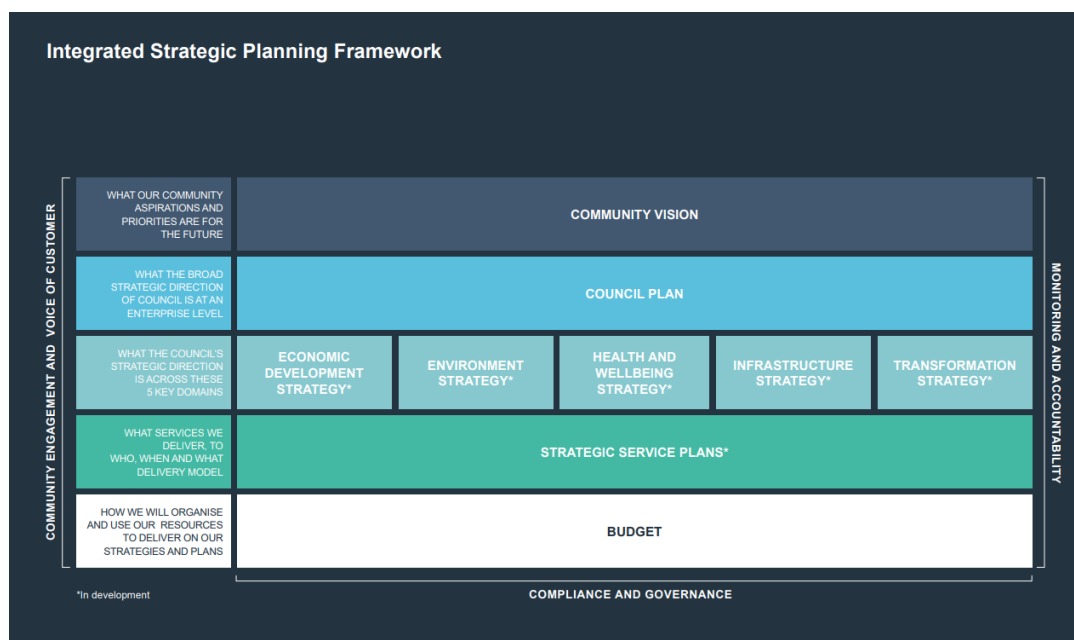 Integrated Strategic Planning Framework
COMMUNITY ENGAGEMENT AND VOICE OF CUSTOMER
WHAT OUR COMMUNITY
ASPIRATIONS AND
PRIORITIES ARE FOR
THE FUTURE
COMMUNITY VISION
WHAT THE BROAD
STRATEGIC DIRECTION
OF COUNCIL IS AT AN
ENTERPRISE LEVEL
COUNCIL PLAN
WHAT THE COUNCIL'S
STRATEGIC DIRECTION
IS ACROSS THESE
5 KEY DOMAINS
ECONOMIC
DEVELOPMENT
STRATEGY*
ENVIRONMENT
STRATEGY*
HEALTH AND
WELLBEING
STRATEGY*
INFRASTRUCTURE
STRATEGY*
TRANSFORMATION
STRATEGY*
WHAT SERVICES WE
DELIVER, TO
WHO, WHEN AND WHAT
DELIVERY MODEL
STRATEGIC SERVICE PLANS*
HOW WE WILL ORGANISE
AND USE OUR RESOURCES
TO DELIVER ON OUR
STRATEGIES AND PLANS
BUDGET
MONITORING AND ACCOUNTABILITY
*In development
COMPLIANCE AND GOVERNANCE